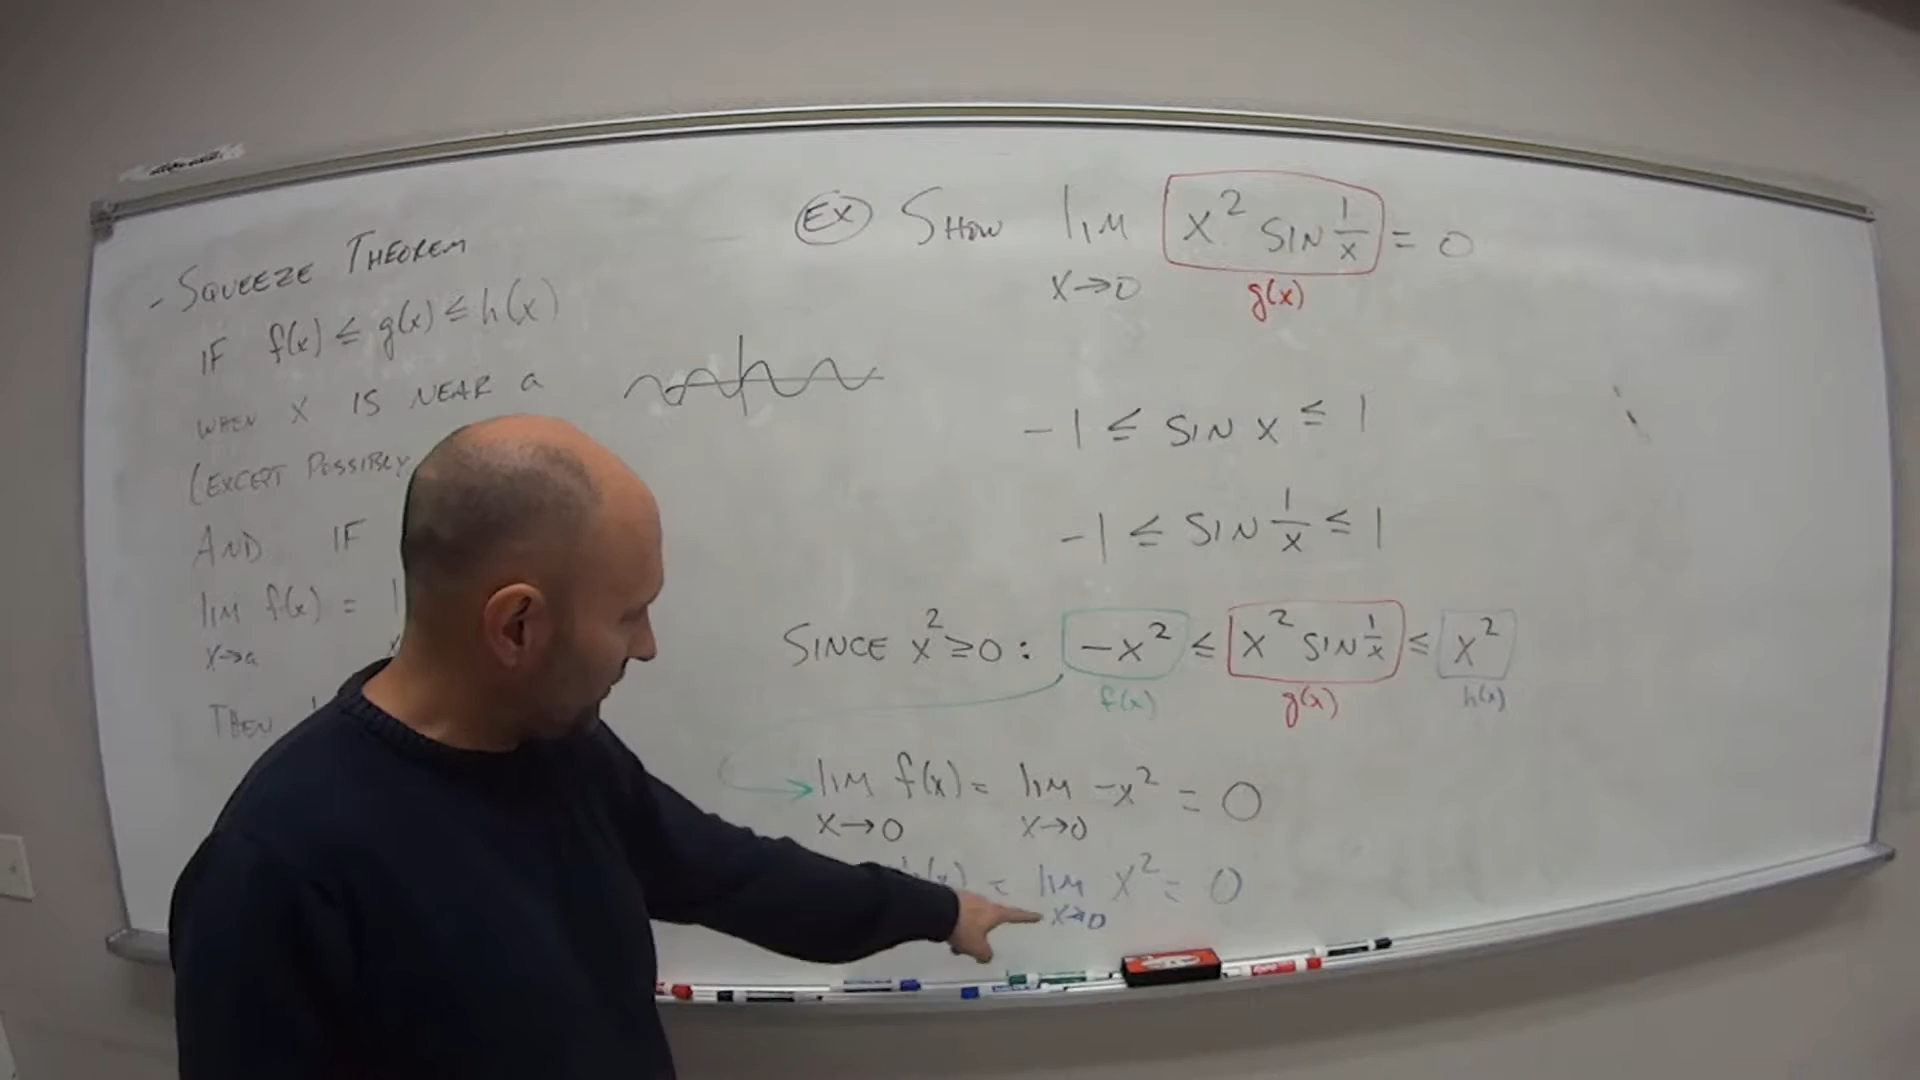 - SQUEEZE THEOREM
IF f(x) ≤ g(x) ≤ h(x)
WHEN X IS NEAR a
(EXCEPT POSSIBLY
AND IF
lim f(x) =
x→a
THEN
EX SHOW lim x² SIN 1/x = 0
x→0
g(x)
-1 ≤ SIN x ≤ 1
-1 ≤ SIN 1/x ≤ 1
SINCE x² ≥ 0 : -x² ≤ x² SIN 1/x ≤ x²
f(x) g(x) h(x)
lim f(x) = lim -x² = 0
x→0 x→0
h(x) = lim x² = 0
x→0